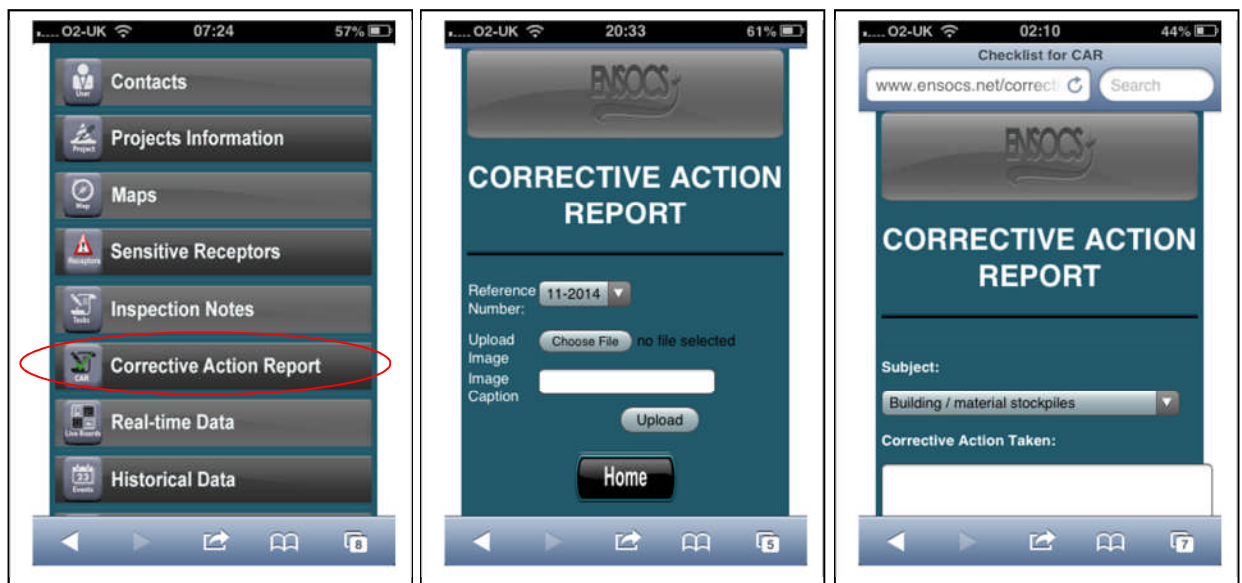 ..... O2-UK 07:24 57%
User Contacts
Project Projects Information
Map Maps
Receptors Sensitive Receptors
Tasks Inspection Notes
CAR Corrective Action Report
Live Boards Real-time Data
23
Events Historical Data
8
..... O2-UK 20:33 61%
ENSOCS
CORRECTIVE ACTION
REPORT
Reference
Number: 11-2014
Upload
Image Choose File no file selected
Image
Caption
Upload
Home
5
..... O2-UK 02:10 44%
Checklist for CAR
www.ensocs.net/correcti Search
ENSOCS
CORRECTIVE ACTION
REPORT
Subject:
Building / material stockpiles
Corrective Action Taken:
7